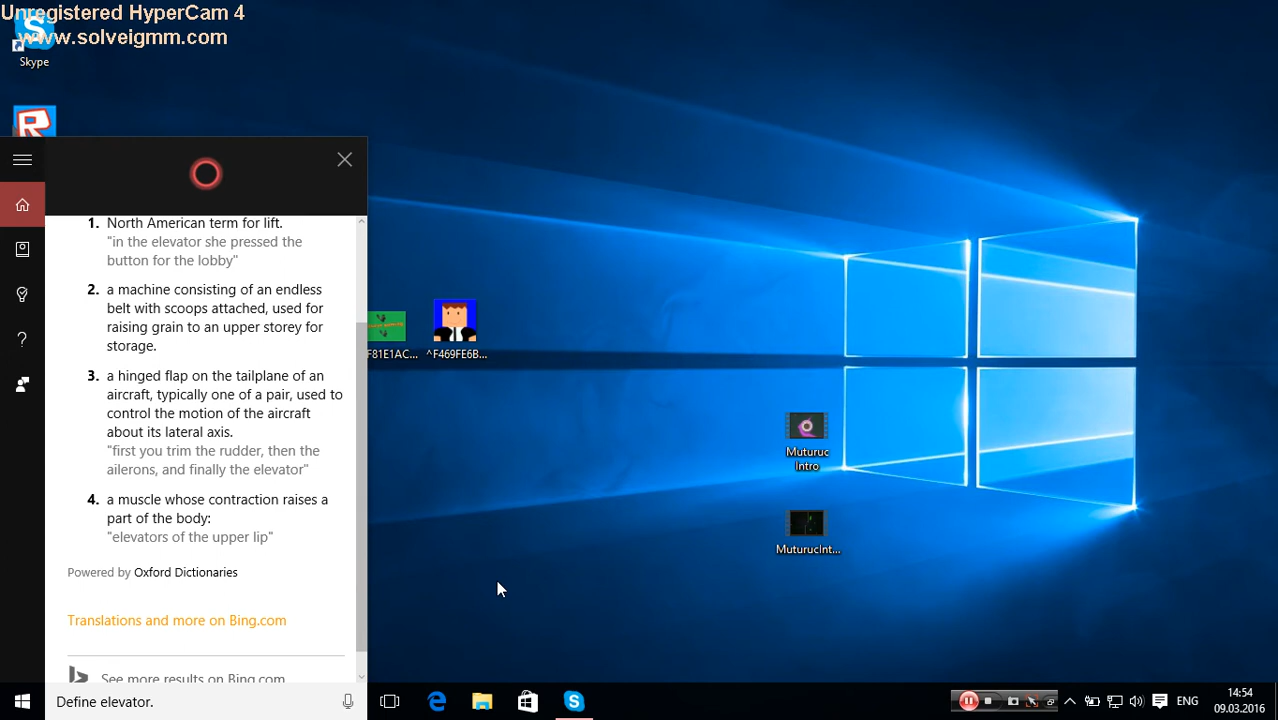 Unregistered HyperCam 4
www.solveigmm.com
Skype
1. North American term for lift.
"in the elevator she pressed the
button for the lobby"
2. a machine consisting of an endless
belt with scoops attached, used for
raising grain to an upper storey for
storage.
3. a hinged flap on the tailplane of an
aircraft, typically one of a pair, used to
control the motion of the aircraft
about its lateral axis.
"first you trim the rudder, then the
ailerons, and finally the elevator"
4. a muscle whose contraction raises a
part of the body:
"elevators of the upper lip"
Powered by Oxford Dictionaries
Translations and more on Bing.com
See more results on Bing.com
Define elevator.
F81E1AC...
^F469FE6B...
Muturuc
Intro
MuturucInt...
ENG
14:54
09.03.2016